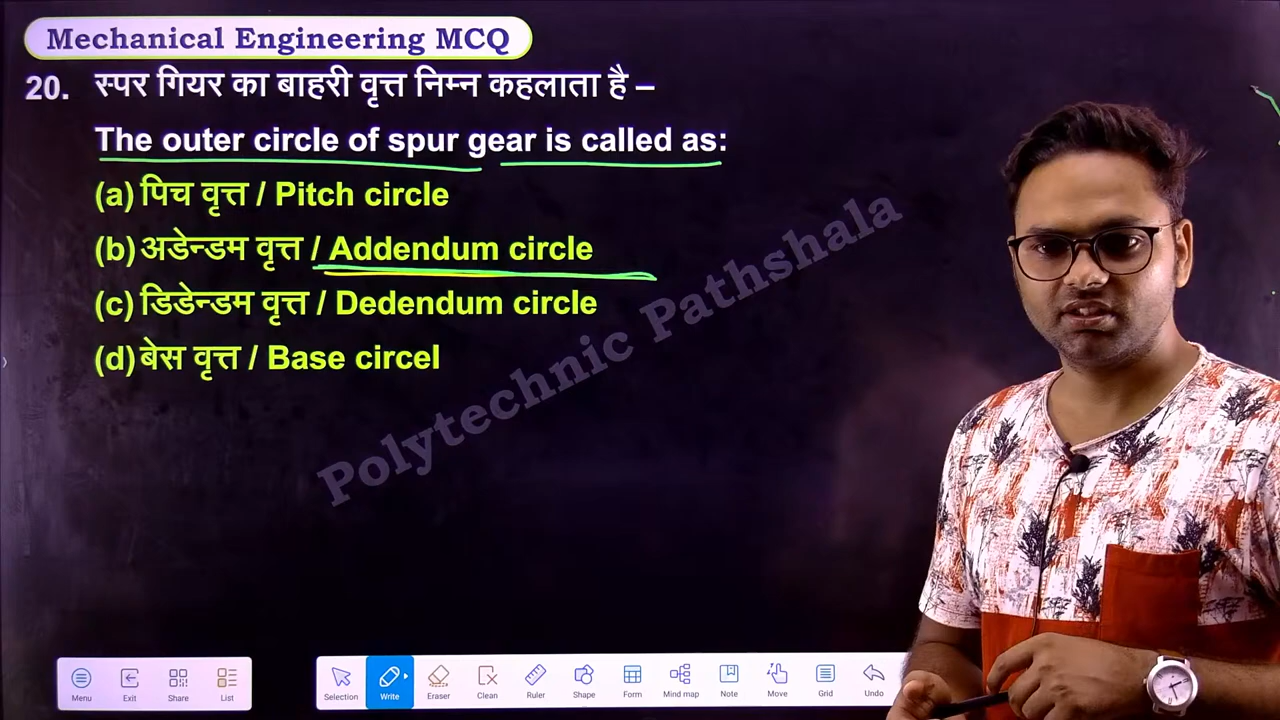 Mechanical Engineering MCQ
20. स्पर गियर का बाहरी वृत्त निम्न कहलाता है –
The outer circle of spur gear is called as:
(a) पिच वृत्त / Pitch circle
(b) अडेन्डम वृत्त / Addendum circle
(c) डिडेन्डम वृत्त / Dedendum circle
(d) बेस वृत्त / Base circel
Polytechnic Pathshala
Menu Exit Share List Selection Write Eraser Clean Ruler Shape Form Mind map Note Move Grid Undo